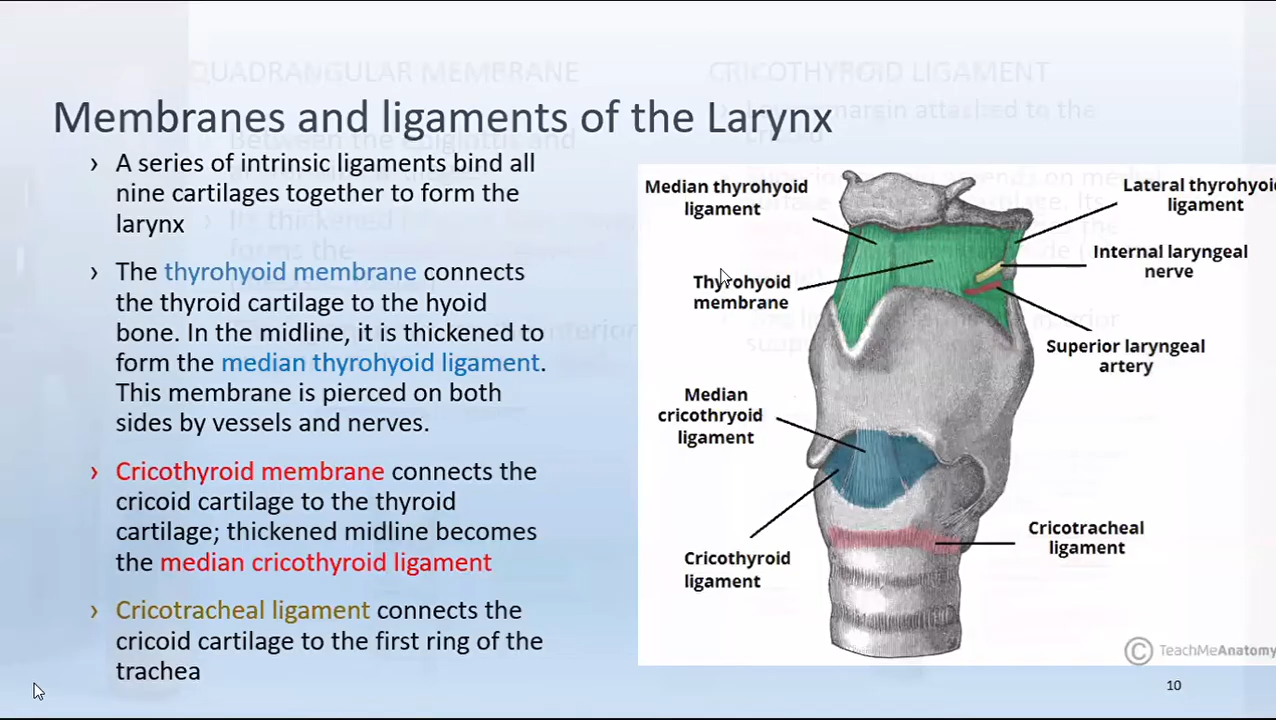 QUADRANGULAR MEMBRANE
CRICOTHYROID LIGAMENT
Membranes and ligaments of the Larynx
› A series of intrinsic ligaments bind all
nine cartilages together to form the
larynx
› The thyrohyoid membrane connects
the thyroid cartilage to the hyoid
bone. In the midline, it is thickened to
form the median thyrohyoid ligament.
This membrane is pierced on both
sides by vessels and nerves.
› Cricothyroid membrane connects the
cricoid cartilage to the thyroid
cartilage; thickened midline becomes
the median cricothyroid ligament
› Cricotracheal ligament connects the
cricoid cartilage to the first ring of the
trachea
Median thyrohyoid
ligament
Lateral thyrohyoid
ligament
Internal laryngeal
nerve
Thyrohyoid
membrane
Superior laryngeal
artery
Median
cricothryoid
ligament
Cricothyroid
ligament
Cricotracheal
ligament
© TeachMeAnatomy
10